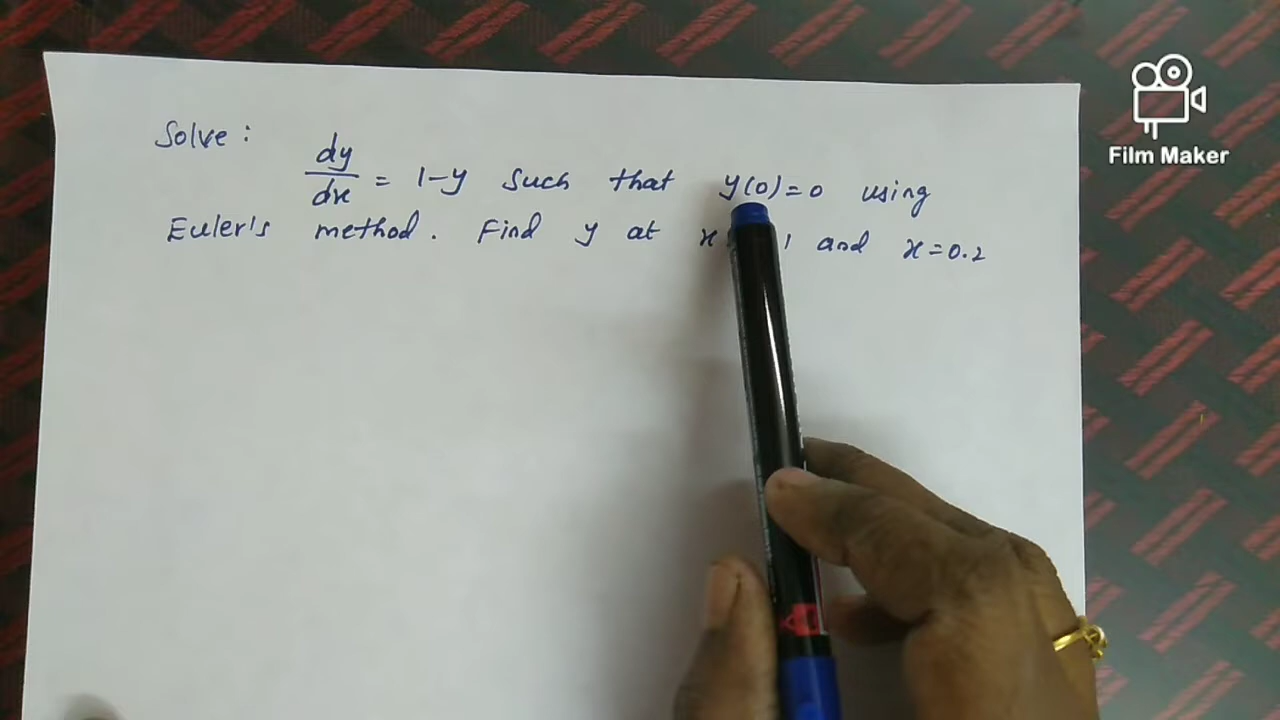 Solve:
dy/dx = 1-y such that y(0)=0 using
Euler's method. Find y at x 1 and x=0.2
Film Maker